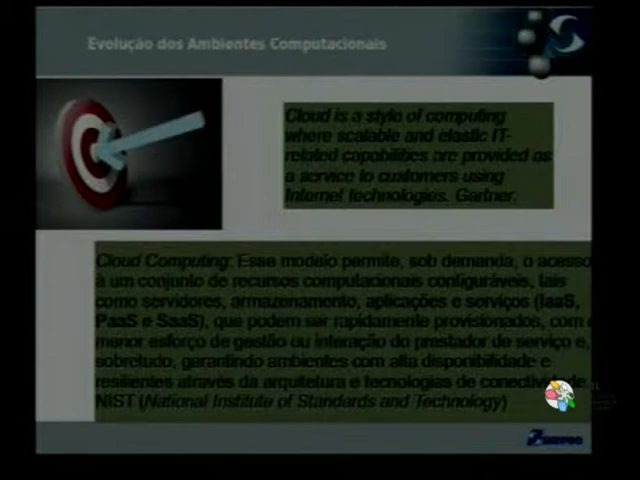 Evolução dos Ambientes Computacionais
Cloud is a style of computing
where scalable and elastic IT-
related capabilities are provided as
a service to customers using
Internet technologies. Gartner.
Cloud Computing: Esse modelo permite, sob demanda, o acesso
à um conjunto de recursos computacionais configuráveis, tais
como servidores, armazenamento, aplicações e serviços (IaaS,
PaaS e SaaS), que podem ser rapidamente provisionados, com
menor esforço de gestão ou interação do prestador de serviço e,
sobretudo, garantindo ambientes com alta disponibilidade e
resilientes através da arquitetura e tecnologias de conectividade
NIST (National Institute of Standards and Technology)
SERPRO